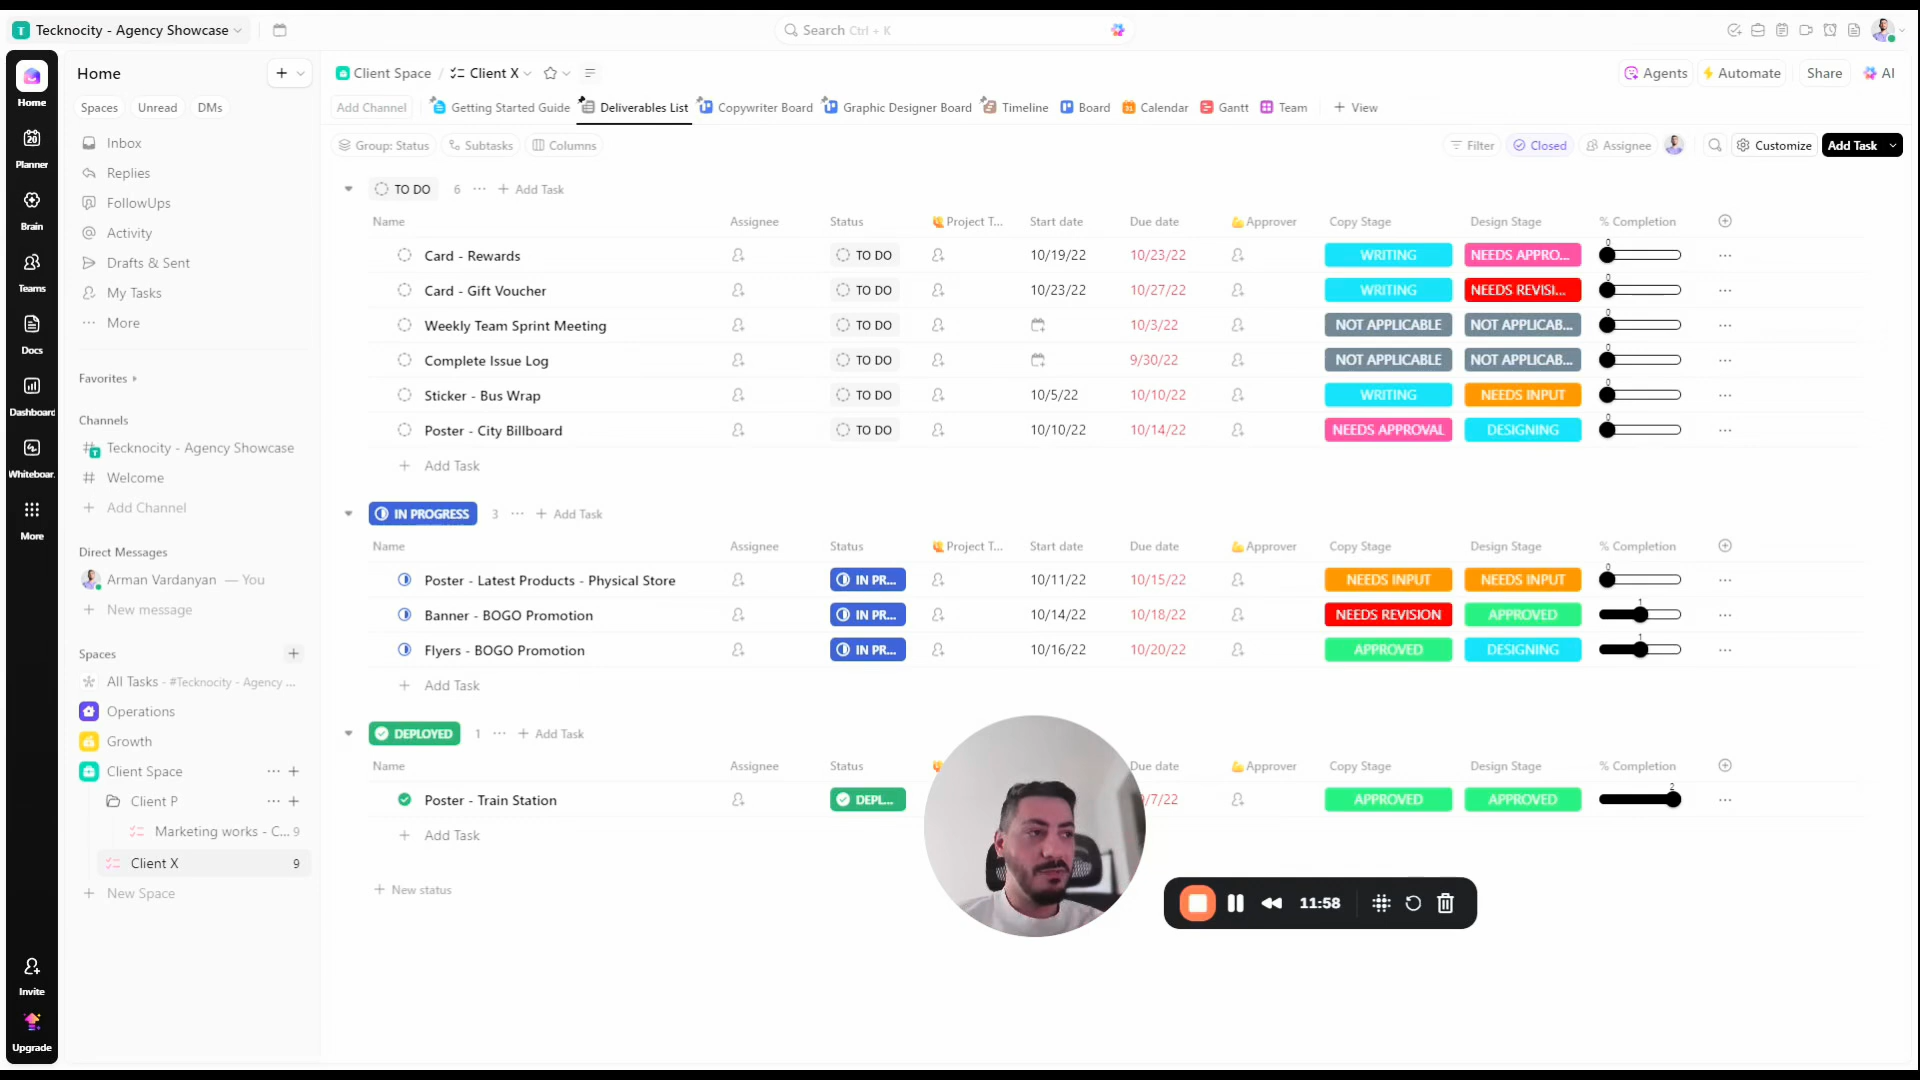 Tecknocity - Agency Showcase
Search Ctrl + K
Home
Planner
Brain
Teams
Docs
Dashboard
Whiteboar.
More
Invite
Upgrade
Home
Spaces Unread DMs
Inbox
Replies
FollowUps
Activity
Drafts & Sent
My Tasks
More
Favorites
Channels
Tecknocity - Agency Showcase
Welcome
Add Channel
Direct Messages
Arman Vardanyan — You
New message
Spaces
All Tasks - #Tecknocity - Agency ...
Operations
Growth
Client Space
Client P
Marketing works - C... 9
Client X 9
New Space
Client Space / Client X
Agents Automate Share AI
Add Channel Getting Started Guide Deliverables List Copywriter Board Graphic Designer Board Timeline Board Calendar Gantt Team + View
Group: Status Subtasks Columns
Filter Closed Assignee Customize Add Task
TO DO 6 ... + Add Task
Name Assignee Status Project T... Start date Due date Approver Copy Stage Design Stage % Completion
Card - Rewards TO DO 10/19/22 10/23/22 WRITING NEEDS APPRO... 0
Card - Gift Voucher TO DO 10/23/22 10/27/22 WRITING NEEDS REVISI... 0
Weekly Team Sprint Meeting TO DO 10/3/22 NOT APPLICABLE NOT APPLICAB... 0
Complete Issue Log TO DO 9/30/22 NOT APPLICABLE NOT APPLICAB... 0
Sticker - Bus Wrap TO DO 10/5/22 10/10/22 WRITING NEEDS INPUT 0
Poster - City Billboard TO DO 10/10/22 10/14/22 NEEDS APPROVAL DESIGNING 0
+ Add Task
IN PROGRESS 3 ... + Add Task
Name Assignee Status Project T... Start date Due date Approver Copy Stage Design Stage % Completion
Poster - Latest Products - Physical Store IN PR... 10/11/22 10/15/22 NEEDS INPUT NEEDS INPUT 0
Banner - BOGO Promotion IN PR... 10/14/22 10/18/22 NEEDS REVISION APPROVED 1
Flyers - BOGO Promotion IN PR... 10/16/22 10/20/22 APPROVED DESIGNING 1
+ Add Task
DEPLOYED 1 ... + Add Task
Name Assignee Status Due date Approver Copy Stage Design Stage % Completion
Poster - Train Station DEPL... /7/22 APPROVED APPROVED 2
+ Add Task
+ New status
11:58